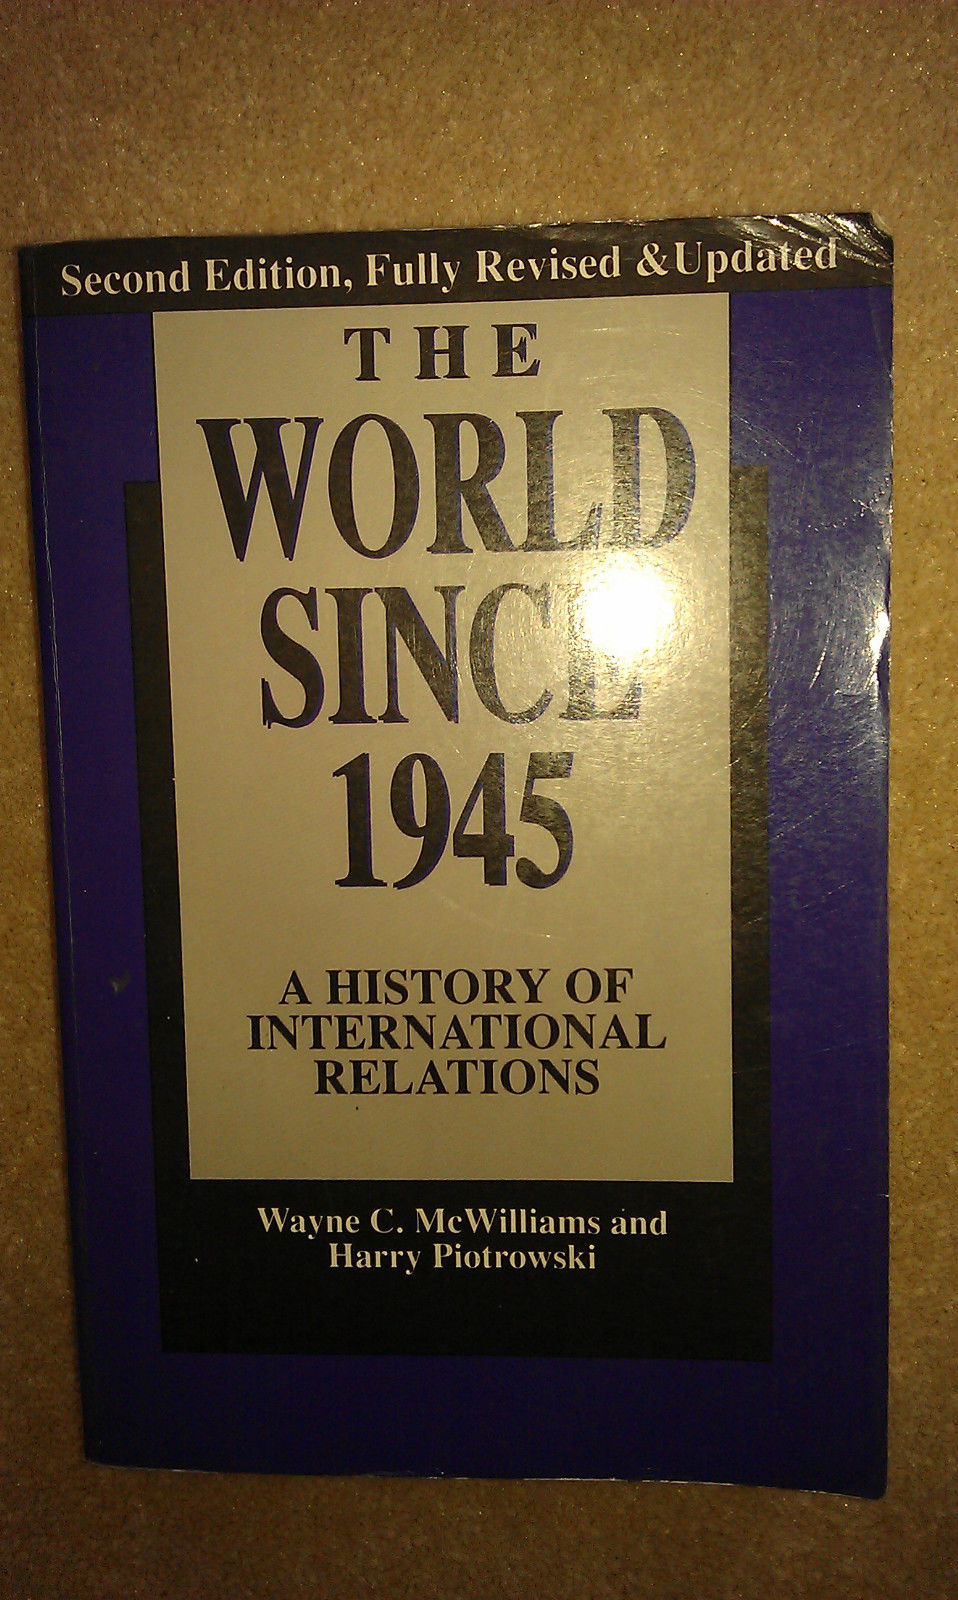 Second Edition, Fully Revised & Updated
THE
WORLD
SINCE
1945
A HISTORY OF
INTERNATIONAL
RELATIONS
Wayne C. McWilliams and
Harry Piotrowski